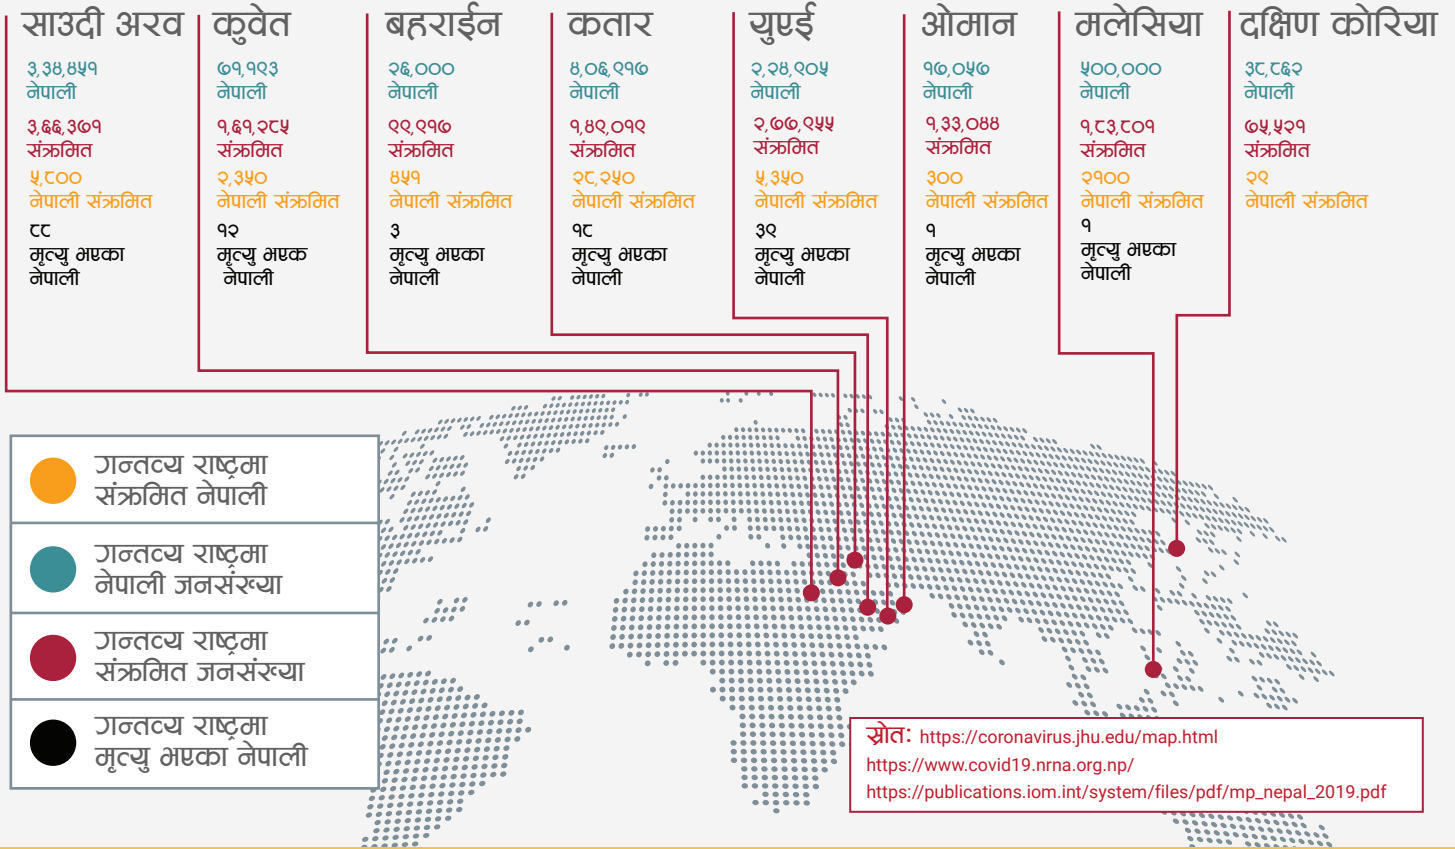 साउदी अरव
३,३४,४५१
नेपाली
३,६६,३७१
संक्रमित
५,८००
नेपाली संक्रमित
८८
मृत्यु भएका
नेपाली
कुवेत
७१,१९३
नेपाली
१,६१,२८५
संक्रमित
२,३५०
नेपाली संक्रमित
१२
मृत्यु भएक
नेपाली
बहराईन
२६,०००
नेपाली
९९,९१७
संक्रमित
४५१
नेपाली संक्रमित
३
मृत्यु भएका
नेपाली
कतार
४,०६,९१७
नेपाली
१,४९,०१९
संक्रमित
२८,२५०
नेपाली संक्रमित
१८
मृत्यु भएका
नेपाली
युएई
२,२४,९०५
नेपाली
२,७७,९५५
संक्रमित
५,३५०
नेपाली संक्रमित
३९
मृत्यु भएका
नेपाली
ओमान
१७,०५७
नेपाली
१,३३,०४४
संक्रमित
३००
नेपाली संक्रमित
१
मृत्यु भएका
नेपाली
मलेसिया
५००,०००
नेपाली
१,८३,८०१
संक्रमित
२१००
नेपाली संक्रमित
१
मृत्यु भएका
नेपाली
दक्षिण कोरिया
३८,८६२
नेपाली
७५,५२१
संक्रमित
२९
नेपाली संक्रमित
गन्तव्य राष्ट्रमा
संक्रमित नेपाली
गन्तव्य राष्ट्रमा
नेपाली जनसंख्या
गन्तव्य राष्ट्रमा
संक्रमित जनसंख्या
गन्तव्य राष्ट्रमा
मृत्यु भएका नेपाली
स्रोत: https://coronavirus.jhu.edu/map.html
https://www.covid19.nrna.org.np/
https://publications.iom.int/system/files/pdf/mp_nepal_2019.pdf